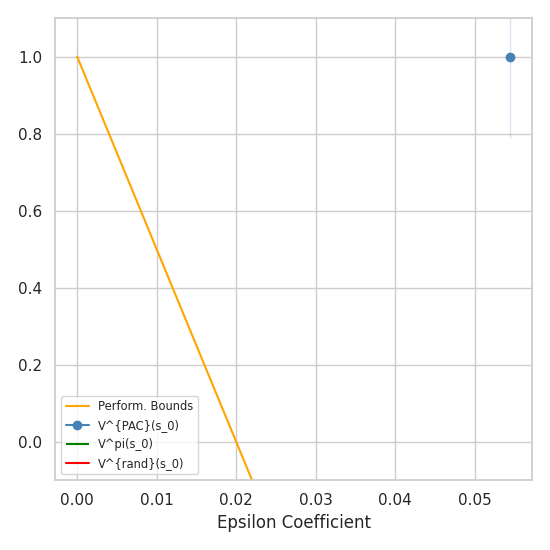 1.0
0.8
0.6
0.4
0.2
0.0
Perform. Bounds
V^{PAC}(s_0)
V^pi(s_0)
V^{rand}(s_0)
0.00 0.01 0.02 0.03 0.04 0.05
Epsilon Coefficient